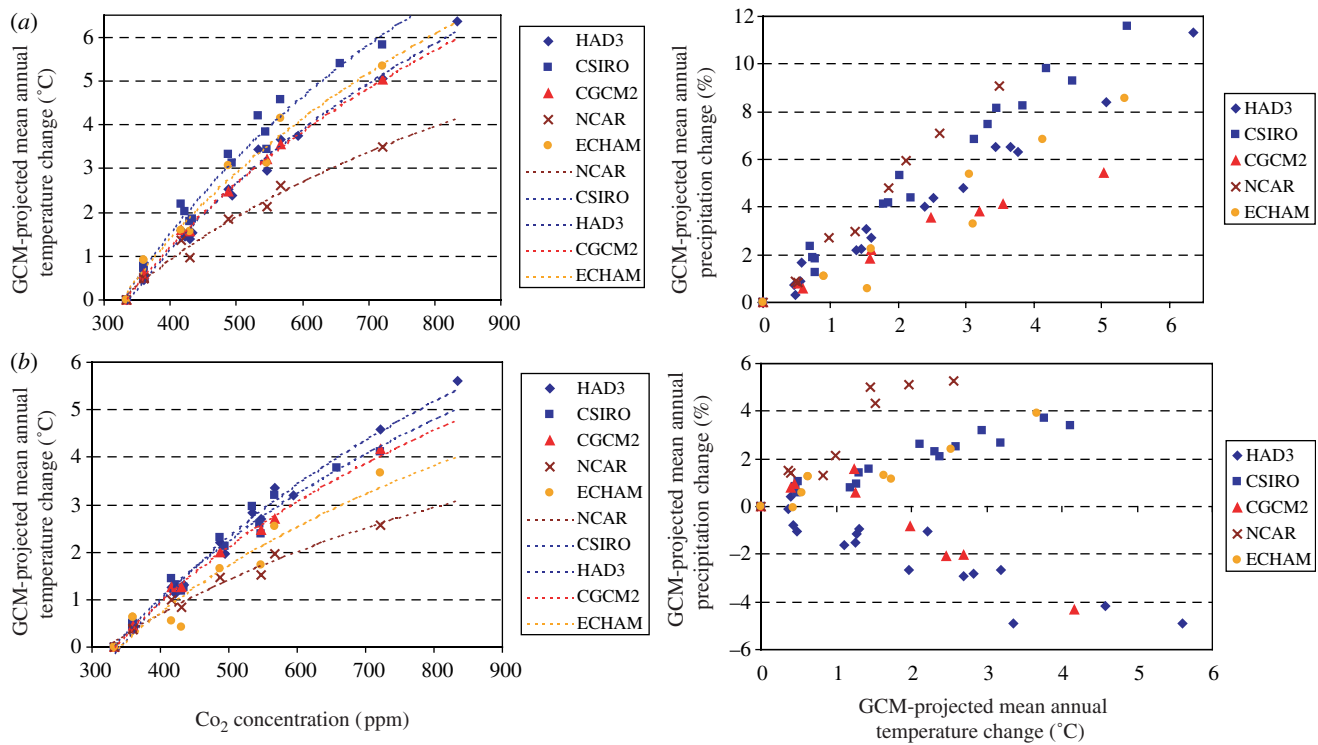 (a)
GCM-projected mean annual
temperature change (˚C)
6
5
4
3
2
1
0
300 400 500 600 700 800 900
HAD3
CSIRO
CGCM2
NCAR
ECHAM
NCAR
CSIRO
HAD3
CGCM2
ECHAM
GCM-projected mean annual
precipitation change (%)
12
10
8
6
4
2
0
0 1 2 3 4 5 6
HAD3
CSIRO
CGCM2
NCAR
ECHAM
(b)
GCM-projected mean annual
temperature change (˚C)
6
5
4
3
2
1
0
300 400 500 600 700 800 900
Co2 concentration (ppm)
HAD3
CSIRO
CGCM2
NCAR
ECHAM
NCAR
CSIRO
HAD3
CGCM2
ECHAM
GCM-projected mean annual
precipitation change (%)
6
4
2
0
−2
−4
−6
0 1 2 3 4 5 6
GCM-projected mean annual
temperature change (˚C)
HAD3
CSIRO
CGCM2
NCAR
ECHAM